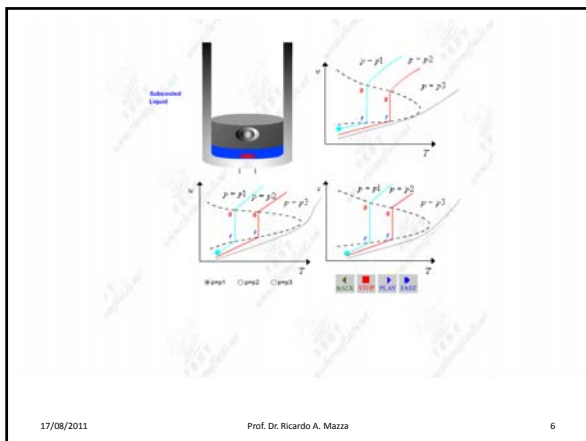 Subcooled
Liquid
v
p = p1
p = p2
p = p3
g
g
f
f
T
u
p = p1
p = p2
p = p3
g
g
f
f
T
s
p = p1
p = p2
p = p3
g
g
f
f
T
p=p1 p=p2 p=p3
BACK STOP PLAY FAST
17/08/2011 Prof. Dr. Ricardo A. Mazza 6